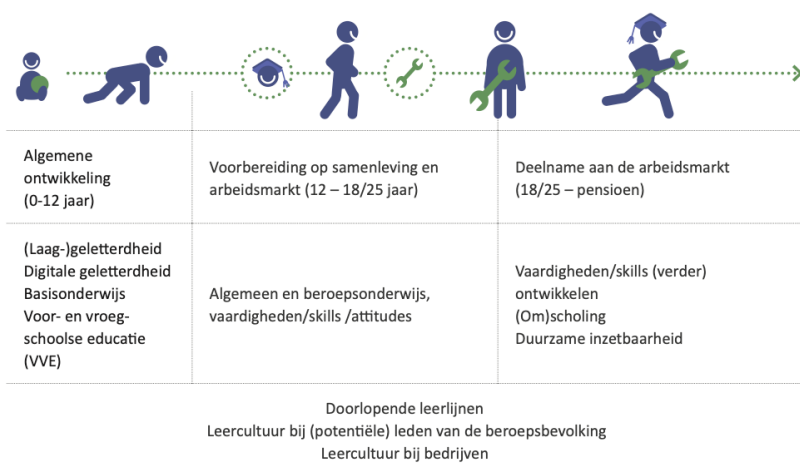 Algemene
ontwikkeling
(0-12 jaar)
Voorbereiding op samenleving en
arbeidsmarkt (12 – 18/25 jaar)
Deelname aan de arbeidsmarkt
(18/25 – pensioen)
(Laag-)geletterdheid
Digitale geletterdheid
Basisonderwijs
Voor- en vroeg-
schoolse educatie
(VVE)
Algemeen en beroepsonderwijs,
vaardigheden/skills /attitudes
Vaardigheden/skills (verder)
ontwikkelen
(Om)scholing
Duurzame inzetbaarheid
Doorlopende leerlijnen
Leercultuur bij (potentiële) leden van de beroepsbevolking
Leercultuur bij bedrijven